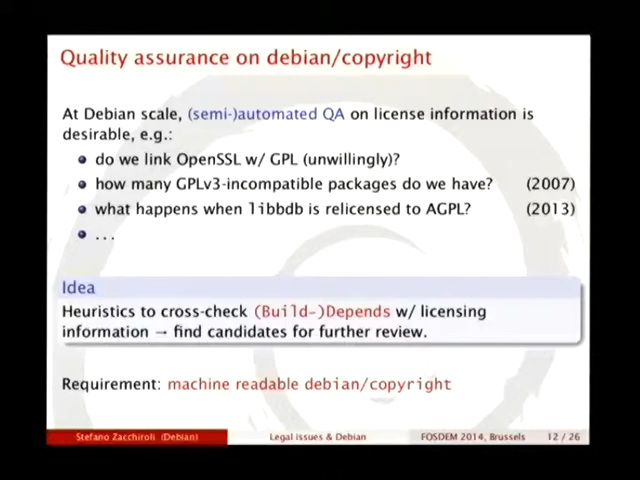 Quality assurance on debian/copyright
At Debian scale, (semi-)automated QA on license information is
desirable, e.g.:
do we link OpenSSL w/ GPL (unwillingly)?
how many GPLv3-incompatible packages do we have? (2007)
what happens when libbdb is relicensed to AGPL? (2013)
...
Idea
Heuristics to cross-check (Build-)Depends w/ licensing
information → find candidates for further review.
Requirement: machine readable debian/copyright
Stefano Zacchiroli (Debian) Legal issues & Debian FOSDEM 2014, Brussels 12 / 26